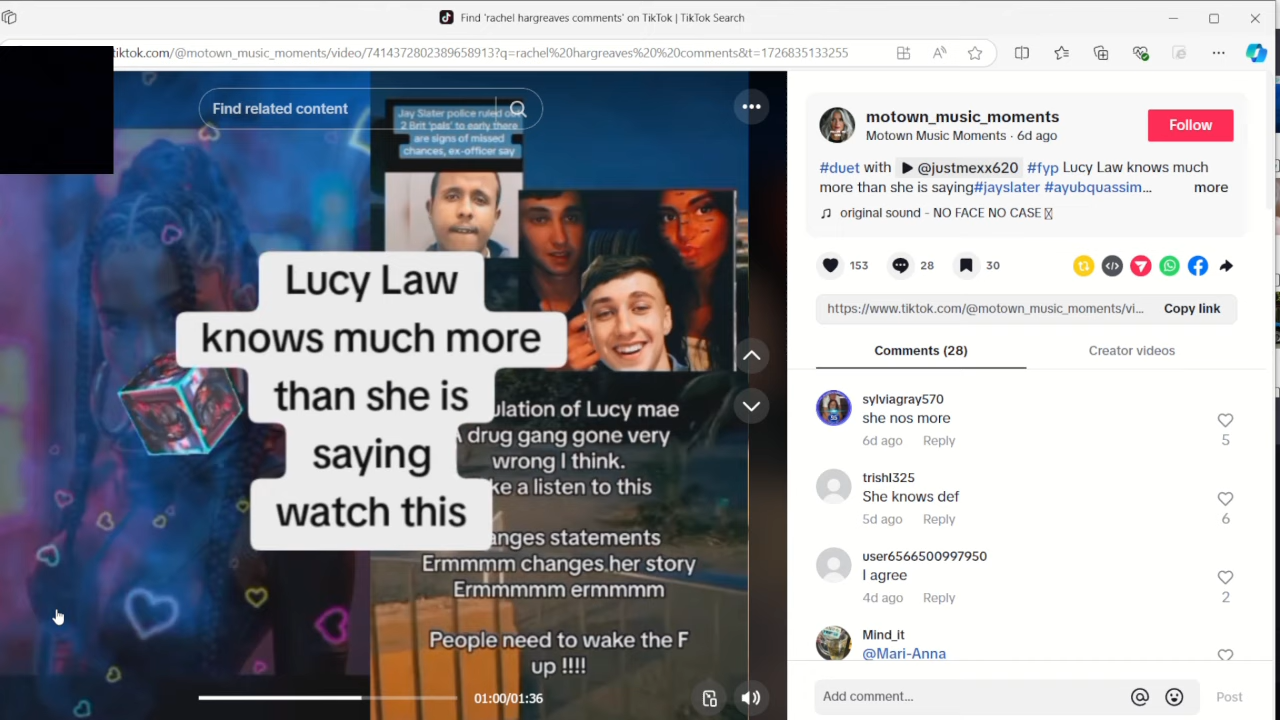 Find 'rachel hargreaves comments' on TikTok | TikTok Search
tiktok.com/@motown_music_moments/video/7414372802389658913?q=rachel%20hargreaves%20%20comments&t=1726835133255
Find related content
Jay Slater police ruled
2 Brit 'pals' to early there
are signs of missed
chances, ex-officer say
Lucy Law
knows much more
than she is
saying
watch this
of Lucy mae
drug gang gone very
wrong I think.
a listen to this
statements
Ermmmm changes her story
Ermmmmm ermmmm
People need to wake the F
up !!!!
01:00/01:36
motown_music_moments
Motown Music Moments · 6d ago
Follow
#duet with @justmexx620 #fyp Lucy Law knows much
more than she is saying#jayslater #ayubquassim... more
original sound - NO FACE NO CASE
153 28 30
https://www.tiktok.com/@motown_music_moments/vi... Copy link
Comments (28) Creator videos
sylviagray570
she nos more
6d ago Reply 5
trishl325
She knows def
5d ago Reply 6
user6566500997950
I agree
4d ago Reply 2
Mind_it
@Mari-Anna
Add comment... Post